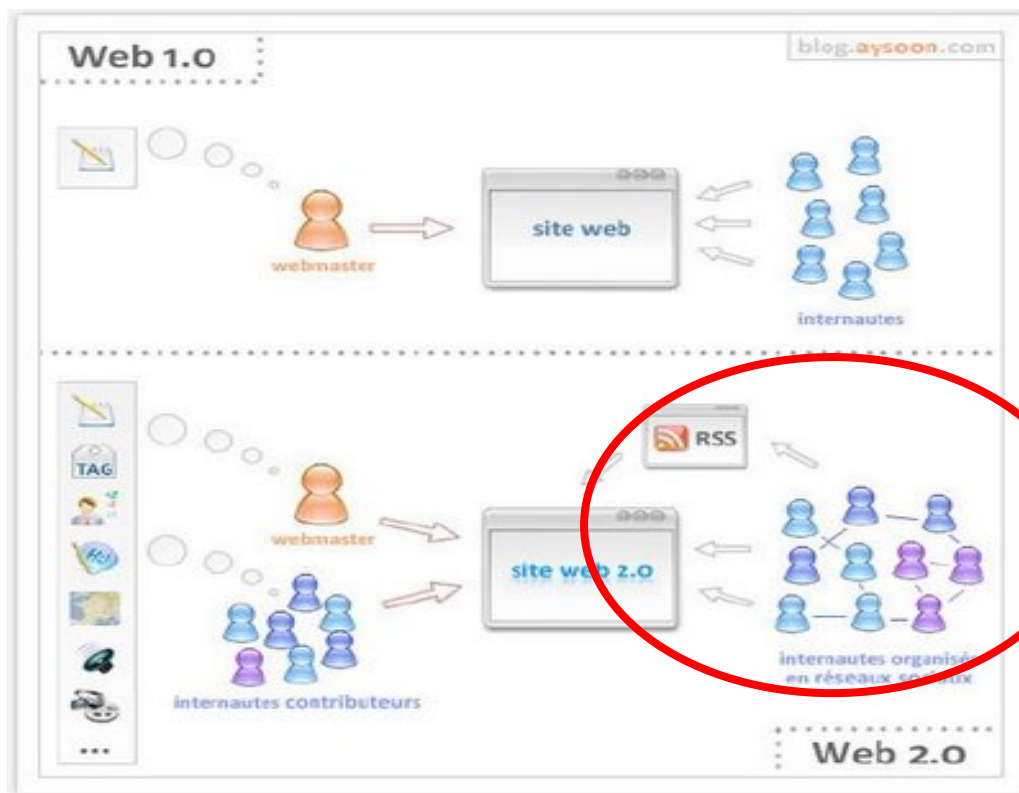 Web 1.0
blog.aysoon.com
site web
webmaster
internautes
RSS
TAG
webmaster
site web 2.0
internautes organisés
en réseaux sociaux
internautes contributeurs
...
Web 2.0